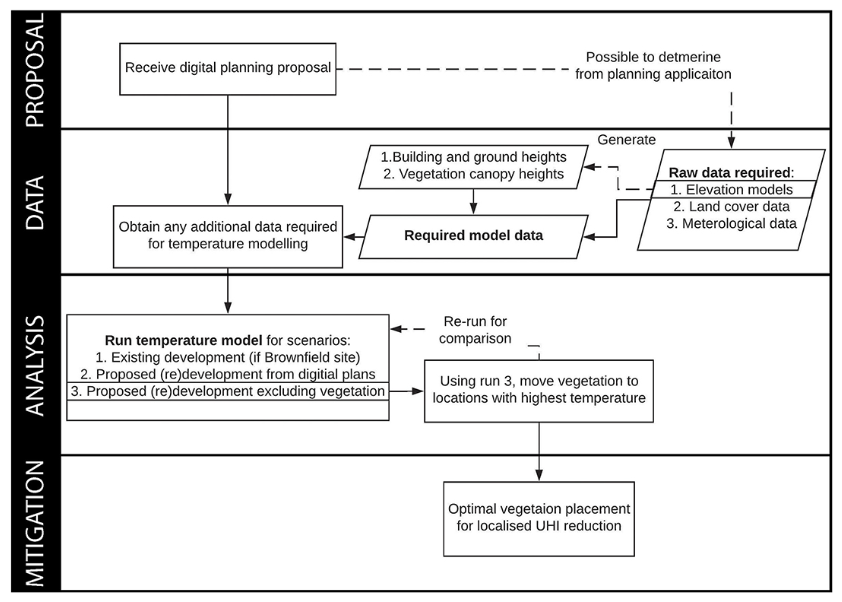 PROPOSAL
Receive digital planning proposal
Possible to detmerine
from planning applicaiton
DATA
Generate
1.Building and ground heights
2. Vegetation canopy heights
Raw data required:
1. Elevation models
2. Land cover data
3. Meterological data
Obtain any additional data required
for temperature modelling
Required model data
ANALYSIS
Run temperature model for scenarios:
1. Existing development (if Brownfield site)
2. Proposed (re)development from digitial plans
3. Proposed (re)development excluding vegetation
Re-run for
comparison
Using run 3, move vegetation to
locations with highest temperature
MITIGATION
Optimal vegetaion placement
for localised UHI reduction